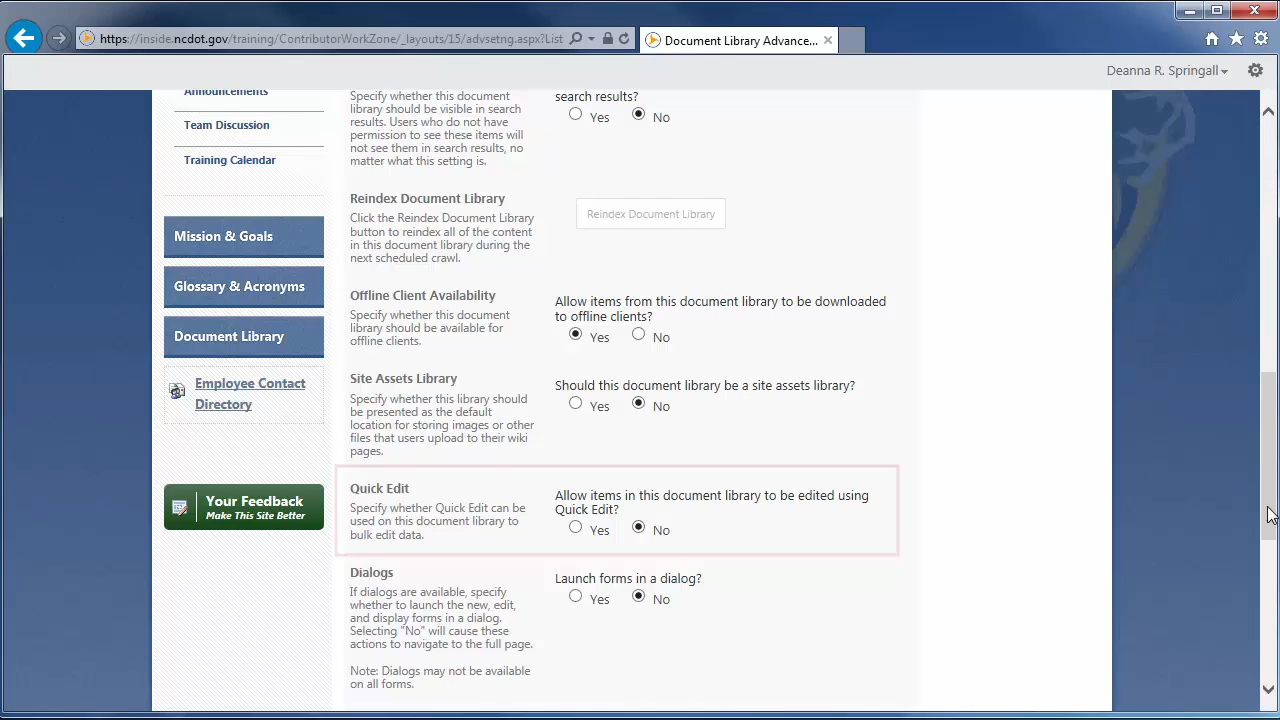 https://inside.ncdot.gov/training/ContributorWorkZone/_layouts/15/advsetng.aspx?List
Document Library Advance...
Deanna R. Springall
Announcements
Team Discussion
Training Calendar
Mission & Goals
Glossary & Acronyms
Document Library
Employee Contact
Directory
Your Feedback
Make This Site Better
Specify whether this document
library should be visible in search
results. Users who do not have
permission to see these items will
not see them in search results, no
matter what this setting is.
search results?
Yes No
Reindex Document Library
Click the Reindex Document Library
button to reindex all of the content
in this document library during the
next scheduled crawl.
Reindex Document Library
Offline Client Availability
Specify whether this document
library should be available for
offline clients.
Allow items from this document library to be downloaded
to offline clients?
Yes No
Site Assets Library
Specify whether this library should
be presented as the default
location for storing images or other
files that users upload to their wiki
pages.
Should this document library be a site assets library?
Yes No
Quick Edit
Specify whether Quick Edit can be
used on this document library to
bulk edit data.
Allow items in this document library to be edited using
Quick Edit?
Yes No
Dialogs
If dialogs are available, specify
whether to launch the new, edit,
and display forms in a dialog.
Selecting "No" will cause these
actions to navigate to the full page.
Note: Dialogs may not be available
on all forms.
Launch forms in a dialog?
Yes No